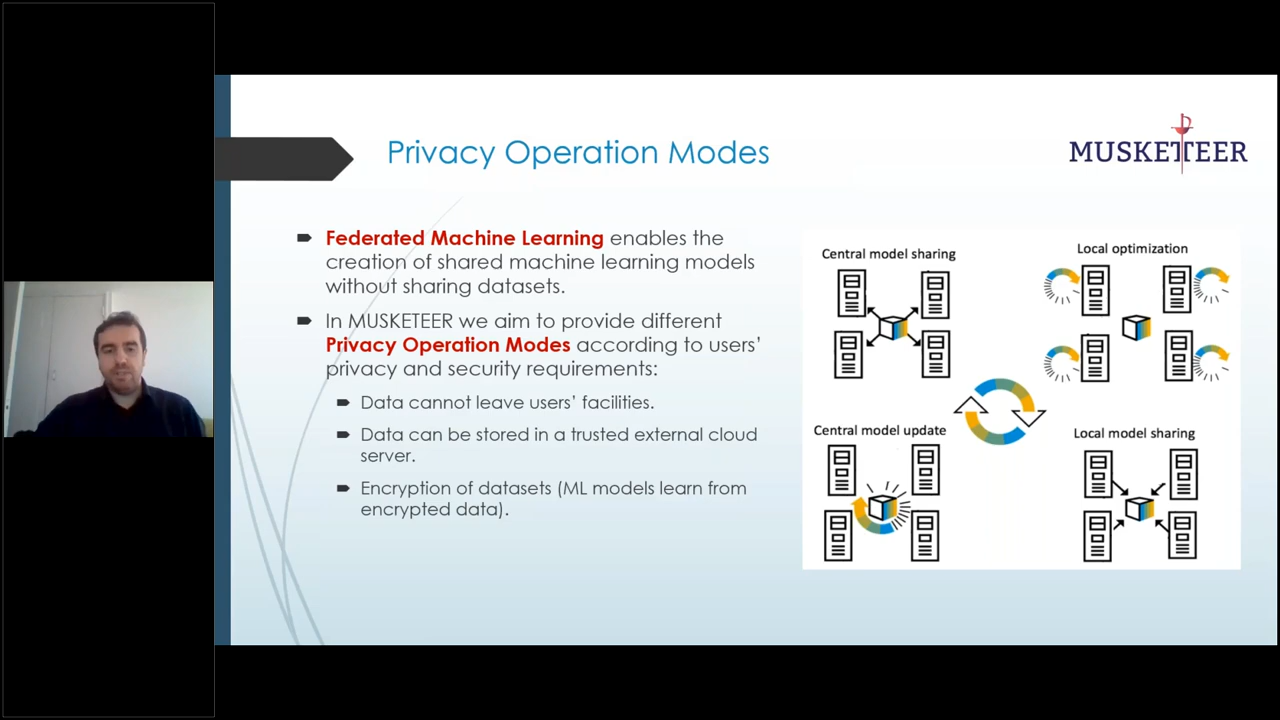 Privacy Operation Modes
MUSKETEER
Federated Machine Learning enables the
creation of shared machine learning models
without sharing datasets.
In MUSKETEER we aim to provide different
Privacy Operation Modes according to users'
privacy and security requirements:
Data cannot leave users' facilities.
Data can be stored in a trusted external cloud
server.
Encryption of datasets (ML models learn from
encrypted data).
Central model sharing
Local optimization
Central model update
Local model sharing